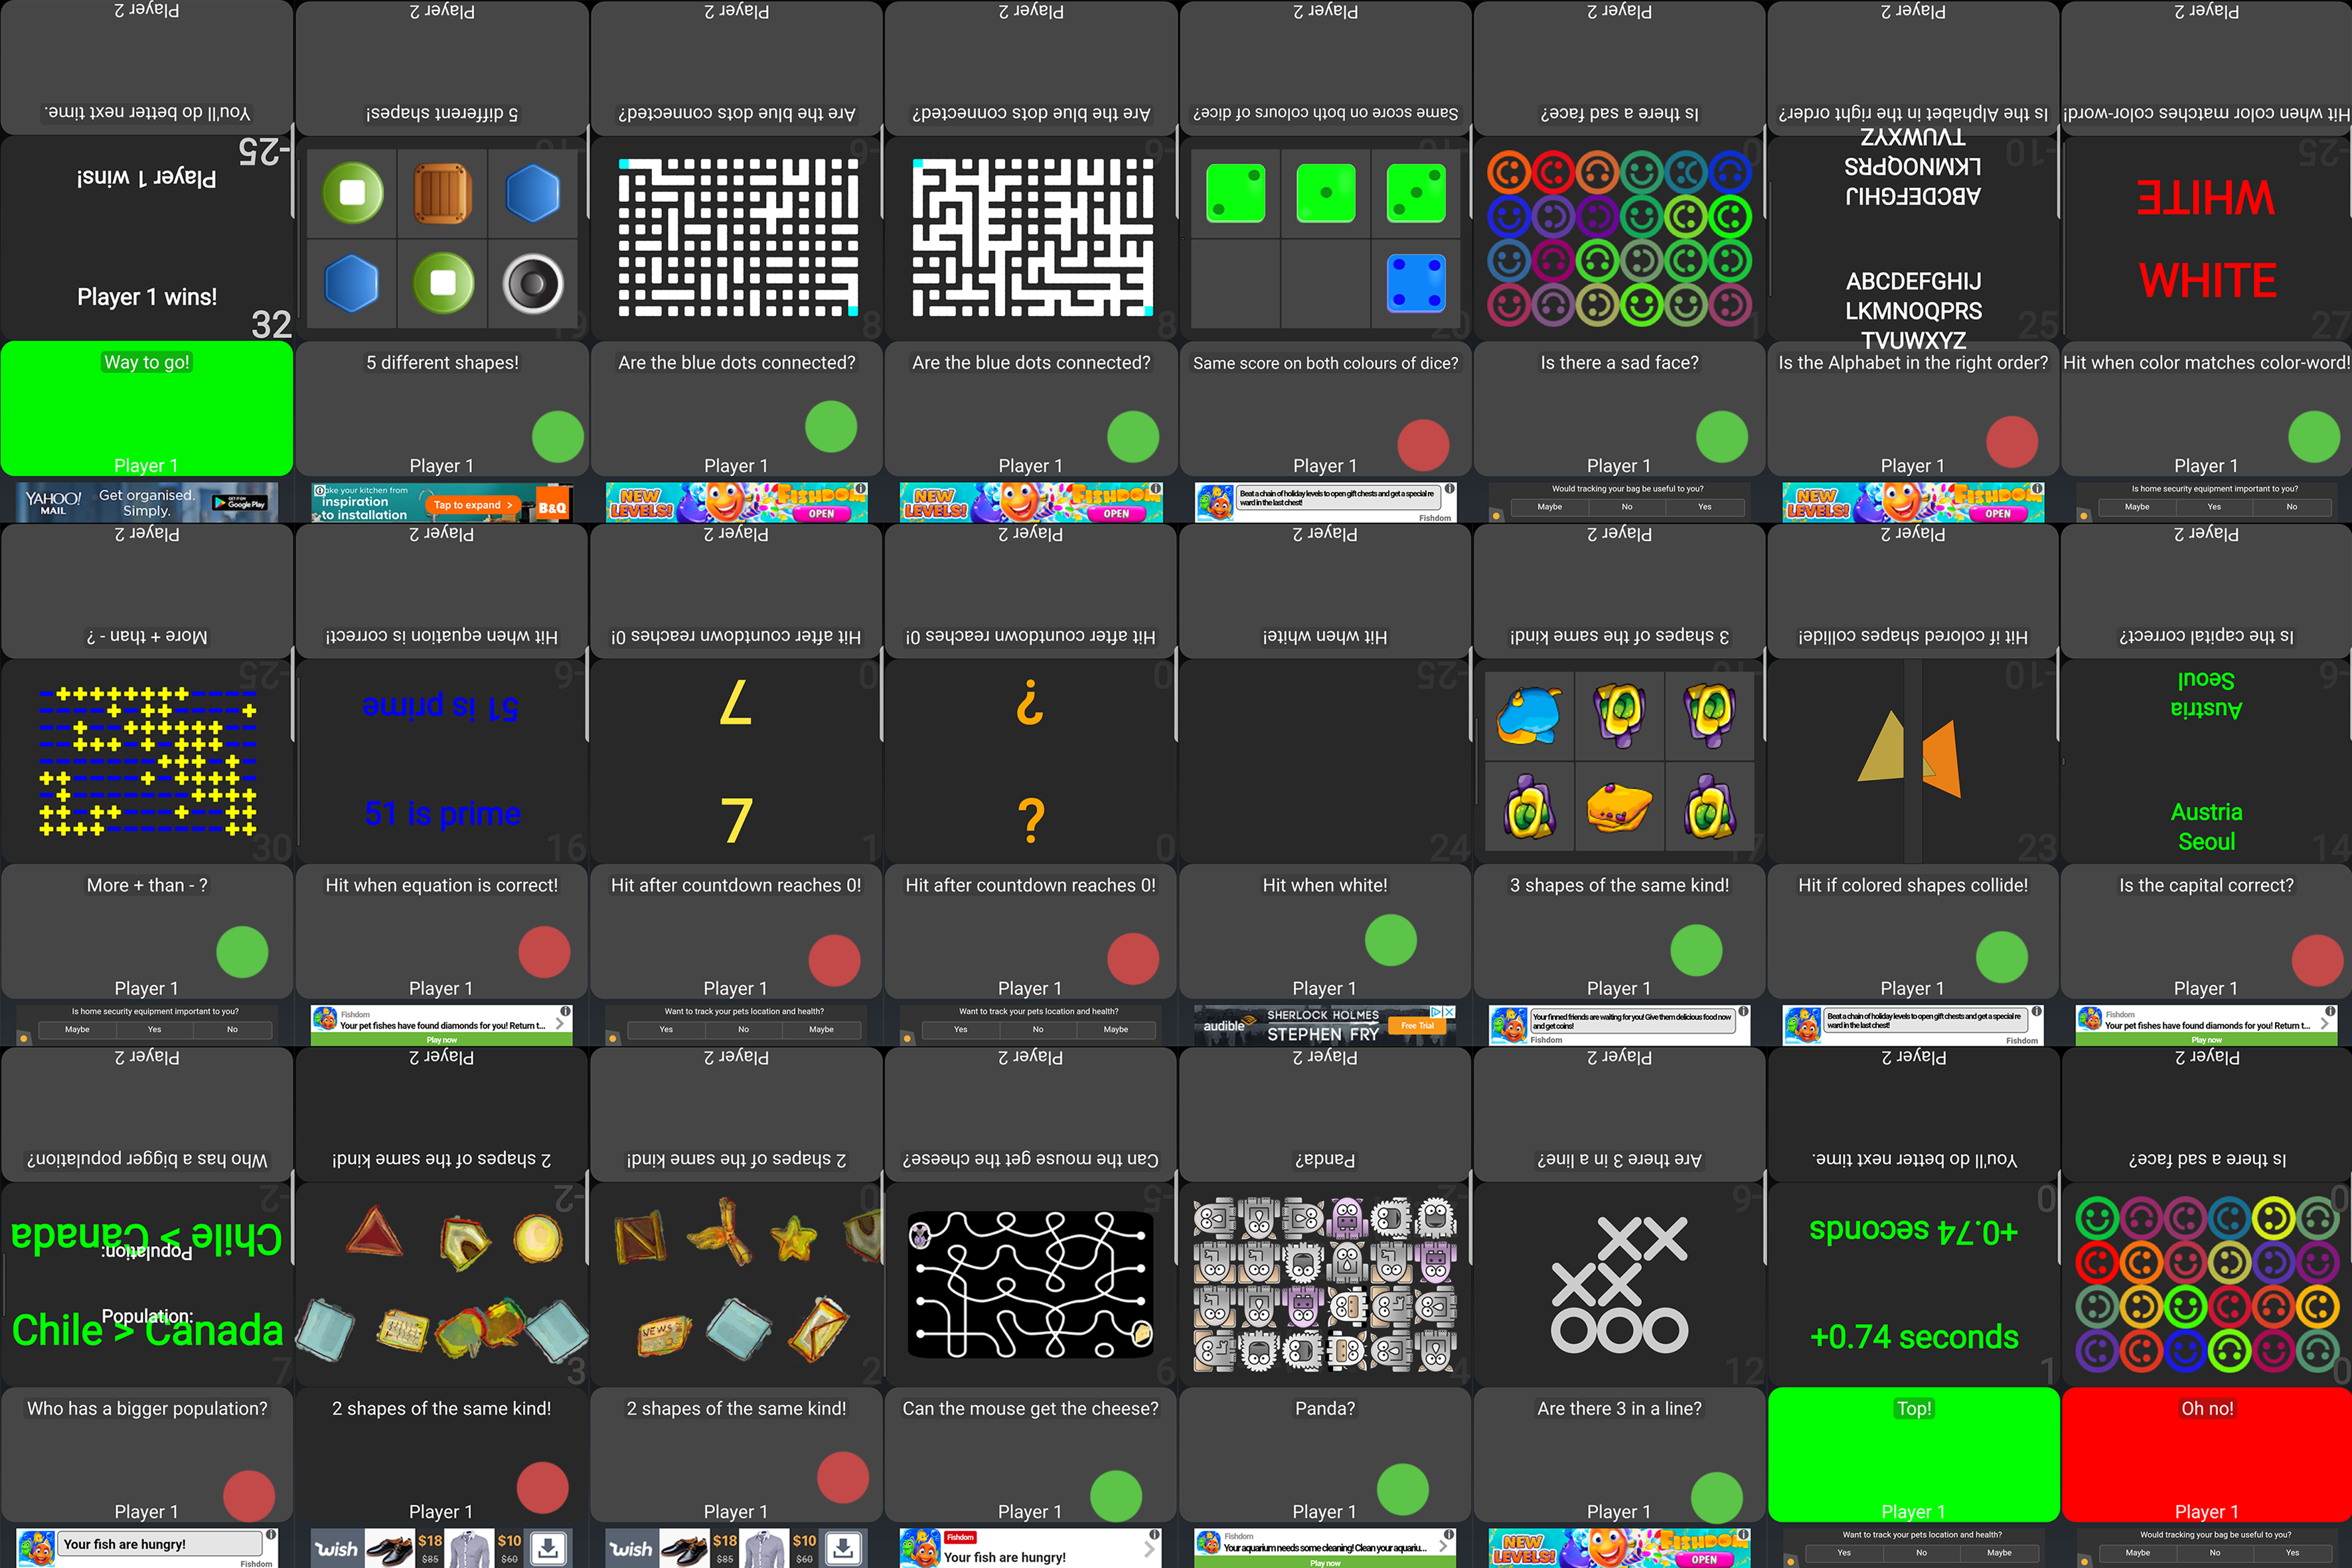 Player 2
You'll do better next time.
-25
Player 1 wins!
Player 1 wins!
32
Way to go!
Player 1
YAHOO!
MAIL
Get organised.
Simply.
GET IT ON
Google Play
Player 2
5 different shapes!
19
5 different shapes!
Player 1
ake your kitchen from
inspiration
to installation
Tap to expand >
B&Q
Player 2
Are the blue dots connected?
-6
8
Are the blue dots connected?
Player 1
NEW
LEVELS!
FISHDOM
OPEN
Player 2
Are the blue dots connected?
-6
8
Are the blue dots connected?
Player 1
NEW
LEVELS!
FISHDOM
OPEN
Player 2
Same score on both colours of dice?
20
Same score on both colours of dice?
Player 1
Beat a chain of holiday levels to open gift chests and get a special re
ward in the last chest!
Fishdom
Player 2
Is there a sad face?
0
1
Is there a sad face?
Player 1
Would tracking your bag be useful to you?
Maybe No Yes
Player 2
Is the Alphabet in the right order?
-10
ABCDEFGHIJ
LKMNOQPRS
TVUWXYZ
ABCDEFGHIJ
LKMNOQPRS
TVUWXYZ
25
Is the Alphabet in the right order?
Player 1
NEW
LEVELS!
FISHDOM
OPEN
Player 2
Hit when color matches color-word!
-25
WHITE
WHITE
27
Hit when color matches color-word!
Player 1
Is home security equipment important to you?
Maybe Yes No
Player 2
More + than - ?
-25
30
More + than - ?
Player 1
Is home security equipment important to you?
Maybe Yes No
Player 2
Hit when equation is correct!
-6
51 is prime
51 is prime
16
Hit when equation is correct!
Player 1
Fishdom
Your pet fishes have found diamonds for you! Return t...
Play now
Player 2
Hit after countdown reaches 0!
0
7
7
1
Hit after countdown reaches 0!
Player 1
Want to track your pets location and health?
Yes No Maybe
Player 2
Hit after countdown reaches 0!
0
?
?
0
Hit after countdown reaches 0!
Player 1
Want to track your pets location and health?
Yes No Maybe
Player 2
Hit when white!
-25
24
Hit when white!
Player 1
audible
SHERLOCK HOLMES
STEPHEN FRY
Free Trial
Player 2
3 shapes of the same kind!
17
3 shapes of the same kind!
Player 1
Your finned friends are waiting for you! Give them delicious food now
and get coins!
Fishdom
Player 2
Hit if colored shapes collide!
-10
23
Hit if colored shapes collide!
Player 1
Beat a chain of holiday levels to open gift chests and get a special re
ward in the last chest!
Fishdom
Player 2
Is the capital correct?
-6
Austria
Seoul
Austria
Seoul
14
Is the capital correct?
Player 1
Fishdom
Your pet fishes have found diamonds for you! Return t...
Play now
Player 2
Who has a bigger population?
-2
Chile > Canada
Population:
Population:
Chile > Canada
7
Who has a bigger population?
Player 1
Your fish are hungry!
Fishdom
Player 2
2 shapes of the same kind!
-2
3
2 shapes of the same kind!
Player 1
wish
$18
$85
$10
$60
Player 2
2 shapes of the same kind!
0
NEWS
2
2 shapes of the same kind!
Player 1
wish
$18
$85
$10
$60
Player 2
Can the mouse get the cheese?
-5
6
Can the mouse get the cheese?
Player 1
Fishdom
Your fish are hungry!
Player 2
Panda?
4
Panda?
Player 1
Fishdom
Your aquarium needs some cleaning! Clean your aquariu...
Play now
Player 2
Are there 3 in a line?
-6
12
Are there 3 in a line?
Player 1
NEW
LEVELS!
FISHDOM
OPEN
Player 2
You'll do better next time.
0
+0.74 seconds
+0.74 seconds
1
Top!
Player 1
Want to track your pets location and health?
Yes No Maybe
Player 2
Is there a sad face?
0
0
Oh no!
Player 1
Would tracking your bag be useful to you?
Maybe No Yes